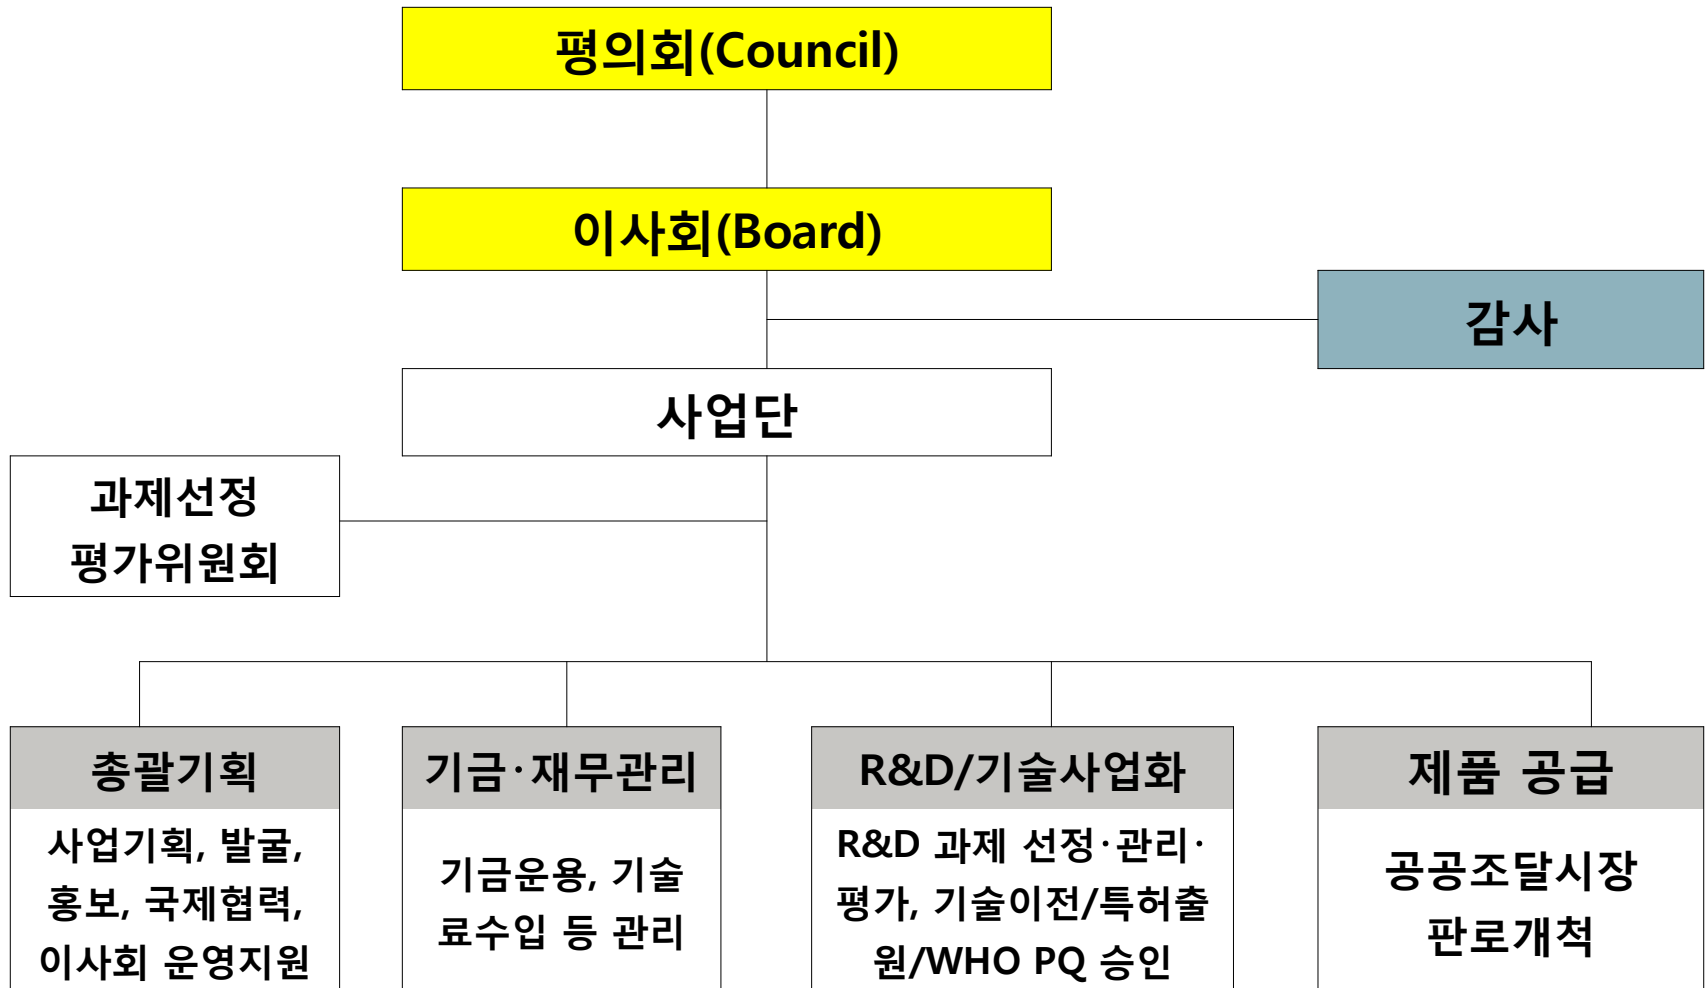 평의회(Council)
이사회(Board)
감사
사업단
과제선정
평가위원회
총괄기획
사업기획, 발굴,
홍보, 국제협력,
이사회 운영지원
기금·재무관리
기금운용, 기술
료수입 등 관리
R&D/기술사업화
R&D 과제 선정·관리·
평가, 기술이전/특허출
원/WHO PQ 승인
제품 공급
공공조달시장
판로개척